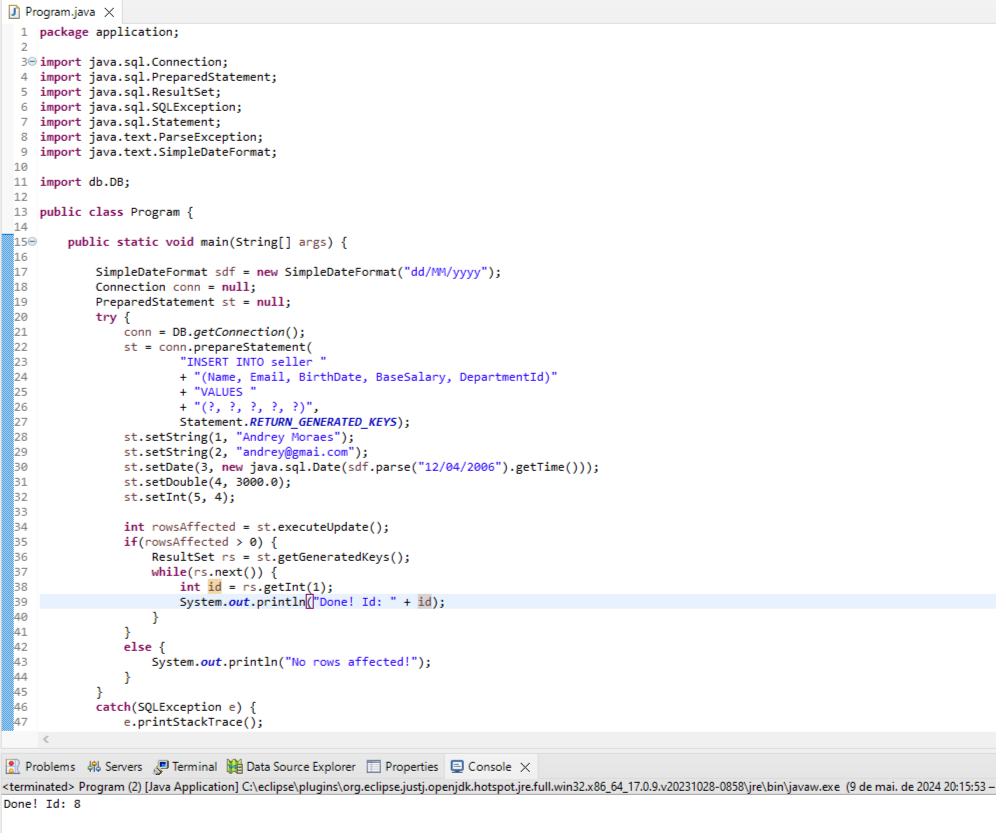 Program.java
1 package application;
2
3 import java.sql.Connection;
4 import java.sql.PreparedStatement;
5 import java.sql.ResultSet;
6 import java.sql.SQLException;
7 import java.sql.Statement;
8 import java.text.ParseException;
9 import java.text.SimpleDateFormat;
10
11 import db.DB;
12
13 public class Program {
14
15     public static void main(String[] args) {
16
17         SimpleDateFormat sdf = new SimpleDateFormat("dd/MM/yyyy");
18         Connection conn = null;
19         PreparedStatement st = null;
20         try {
21             conn = DB.getConnection();
22             st = conn.prepareStatement(
23                     "INSERT INTO seller "
24                     + "(Name, Email, BirthDate, BaseSalary, DepartmentId)"
25                     + "VALUES "
26                     + "(?, ?, ?, ?, ?)",
27                     Statement.RETURN_GENERATED_KEYS);
28             st.setString(1, "Andrey Moraes");
29             st.setString(2, "andrey@gmai.com");
30             st.setDate(3, new java.sql.Date(sdf.parse("12/04/2006").getTime()));
31             st.setDouble(4, 3000.0);
32             st.setInt(5, 4);
33
34             int rowsAffected = st.executeUpdate();
35             if(rowsAffected > 0) {
36                 ResultSet rs = st.getGeneratedKeys();
37                 while(rs.next()) {
38                     int id = rs.getInt(1);
39                     System.out.println("Done! Id: " + id);
40                 }
41             }
42             else {
43                 System.out.println("No rows affected!");
44             }
45         }
46         catch(SQLException e) {
47             e.printStackTrace();
Problems Servers Terminal Data Source Explorer Properties Console
<terminated> Program (2) [Java Application] C:\eclipse\plugins\org.eclipse.justj.openjdk.hotspot.jre.full.win32.x86_64_17.0.9.v20231028-0858\jre\bin\javaw.exe (9 de mai. de 2024 20:15:53 –
Done! Id: 8